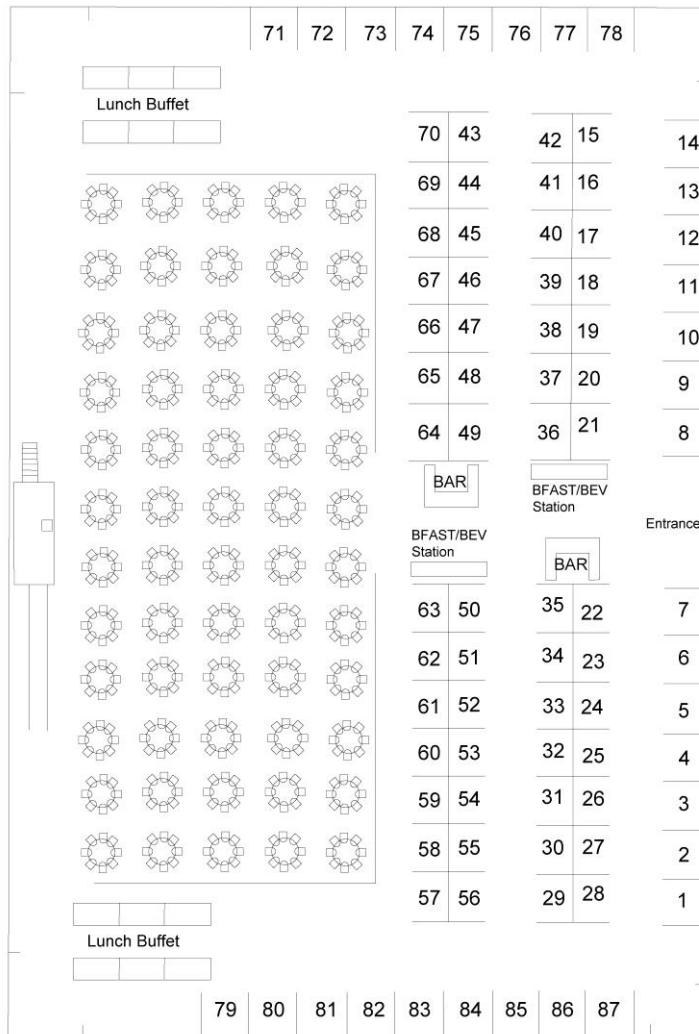 71 72 73 74 75 76 77 78
Lunch Buffet
70 43 42 15 14
69 44 41 16 13
68 45 40 17 12
67 46 39 18 11
66 47 38 19 10
65 48 37 20 9
64 49 36 21 8
BAR
BFAST/BEV
Station
Entrance
BFAST/BEV
Station
BAR
63 50 35 22 7
62 51 34 23 6
61 52 33 24 5
60 53 32 25 4
59 54 31 26 3
58 55 30 27 2
57 56 29 28 1
Lunch Buffet
79 80 81 82 83 84 85 86 87